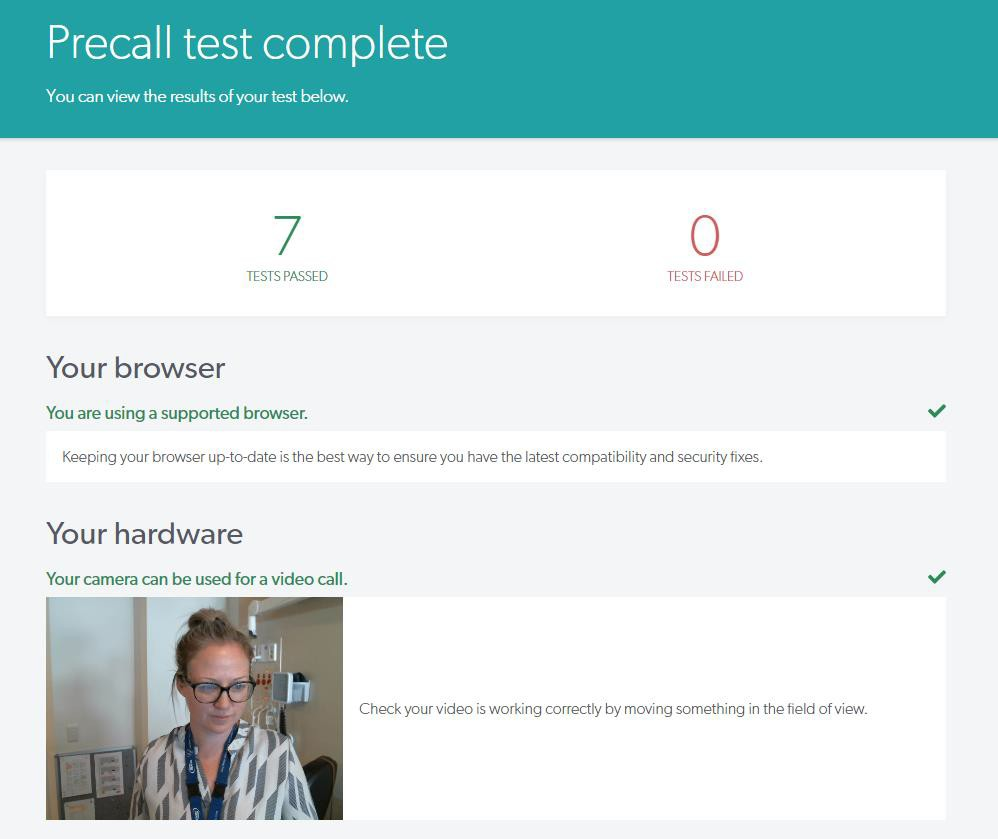 Precall test complete
You can view the results of your test below.
7
TESTS PASSED
0
TESTS FAILED
Your browser
You are using a supported browser.
Keeping your browser up-to-date is the best way to ensure you have the latest compatibility and security fixes.
Your hardware
Your camera can be used for a video call.
Check your video is working correctly by moving something in the field of view.